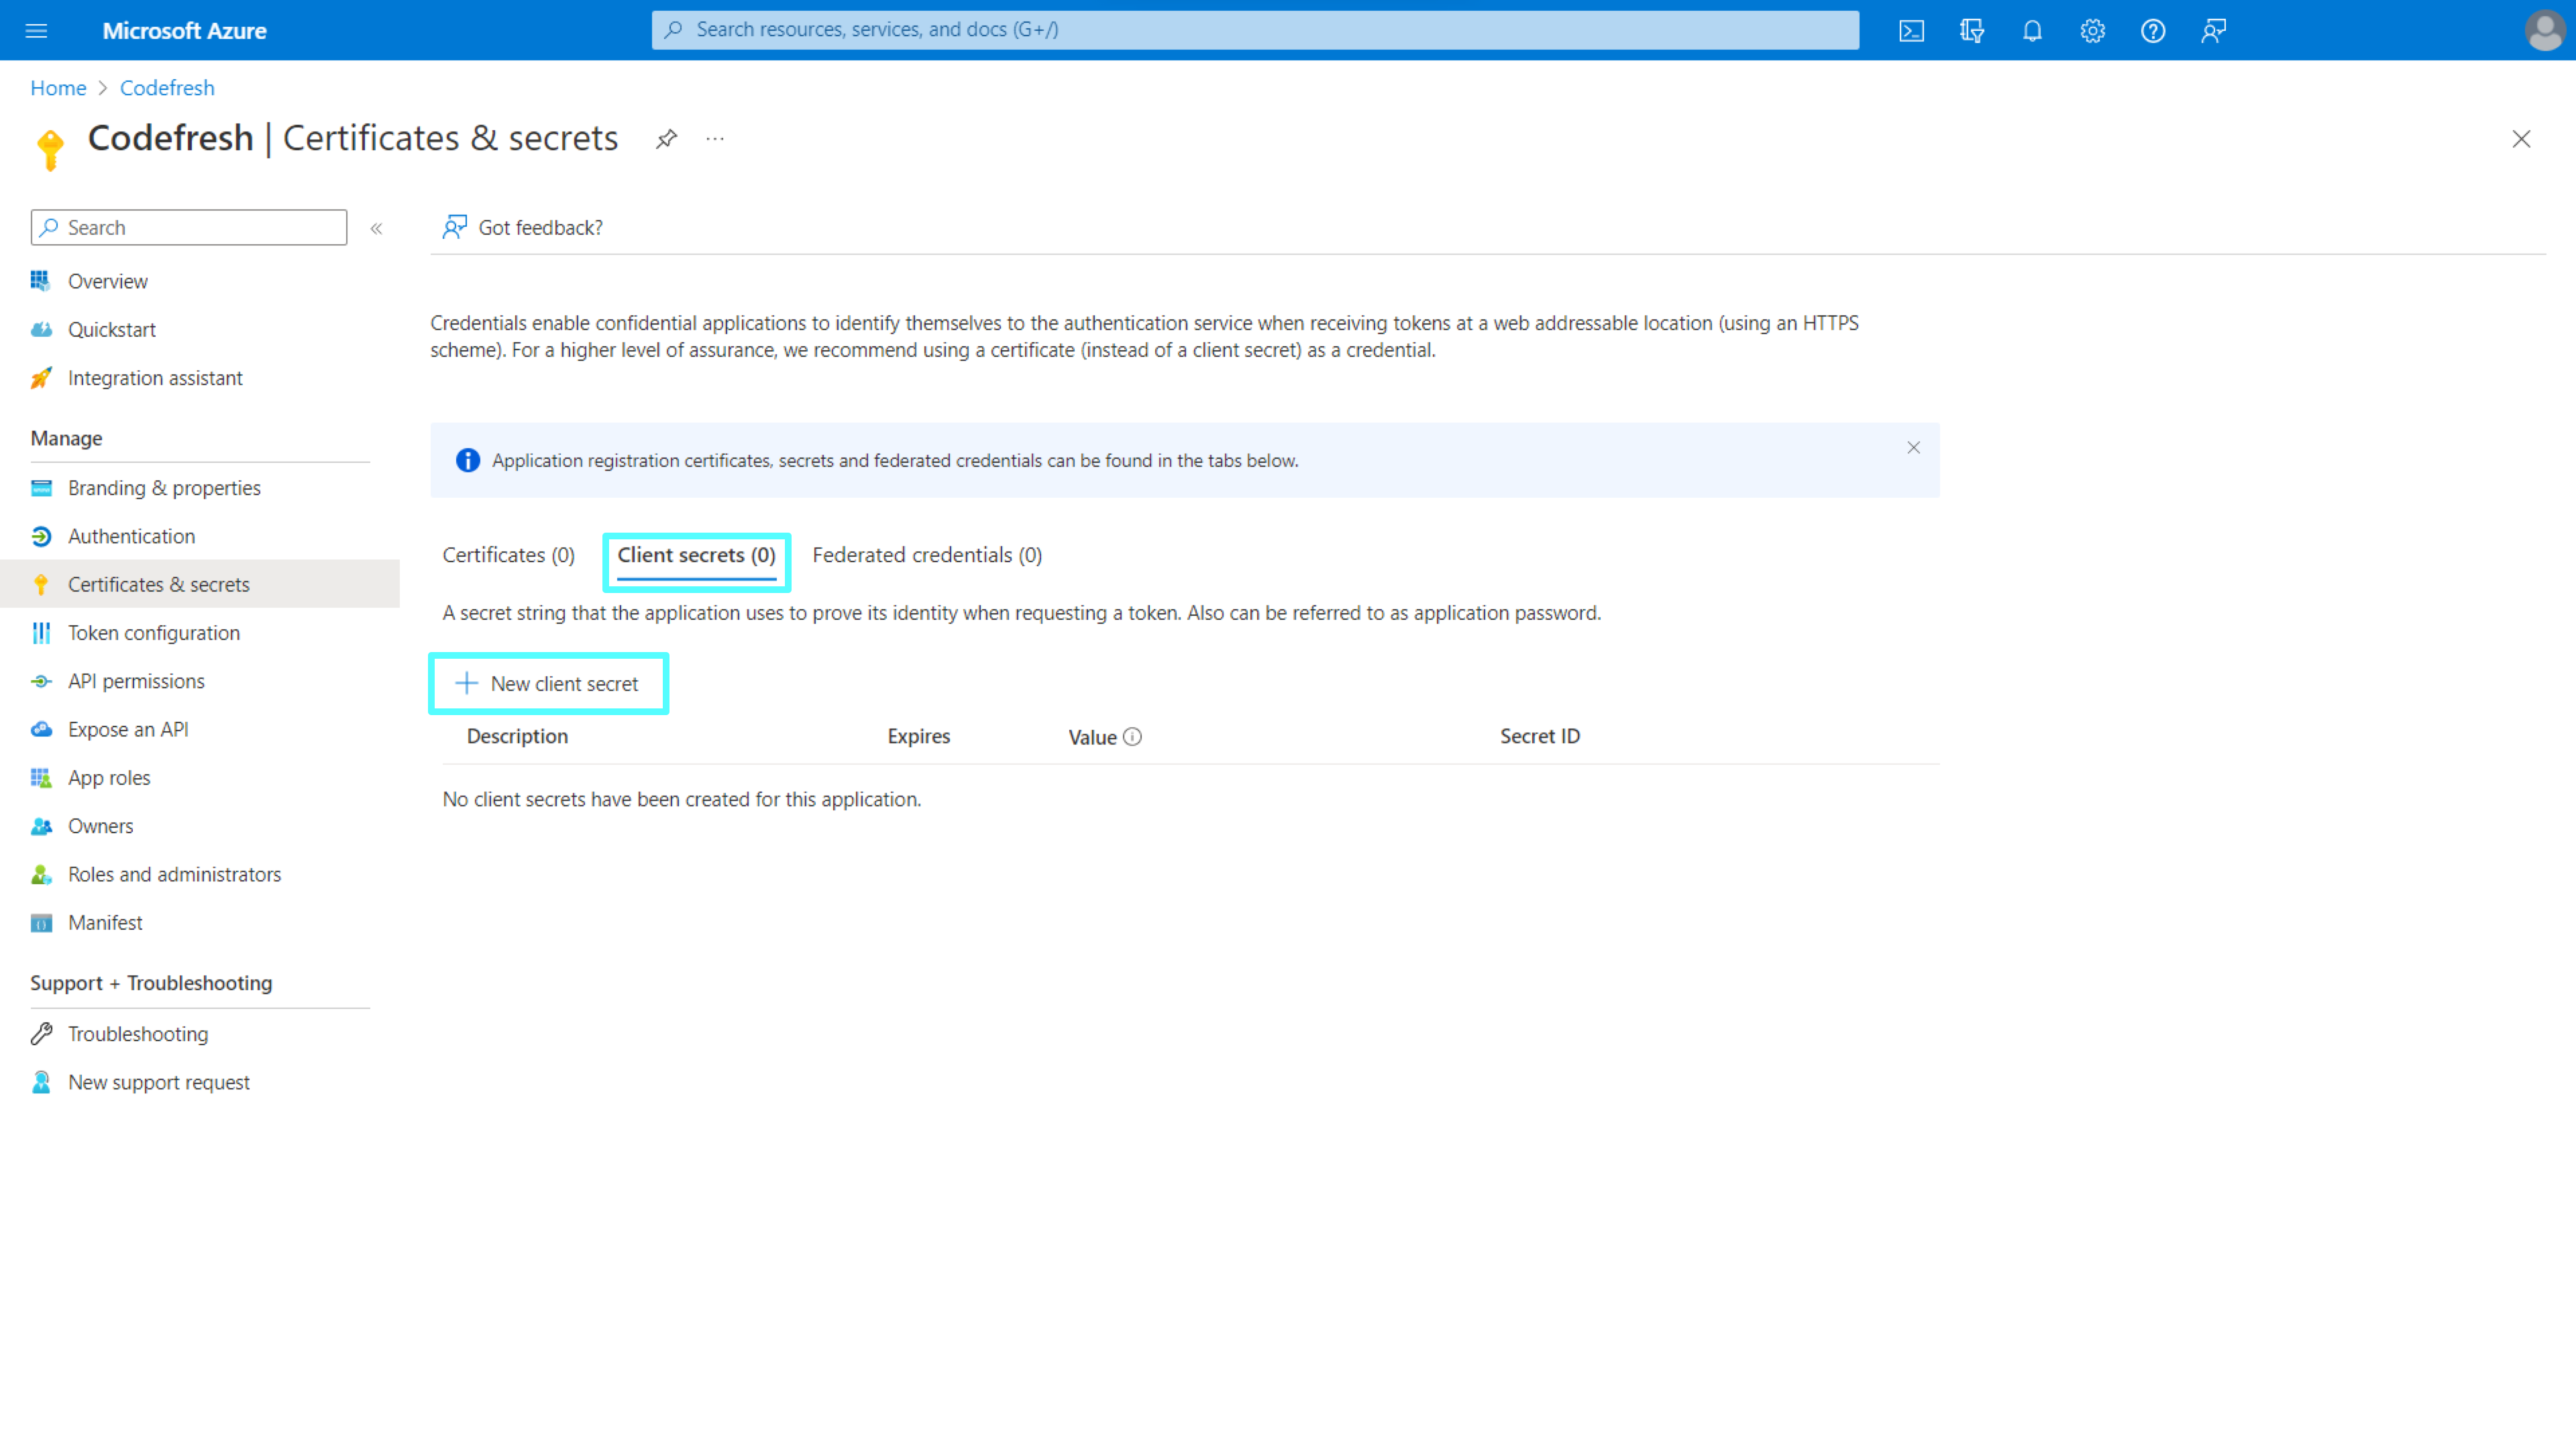 Microsoft Azure
Search resources, services, and docs (G+/)
Home > Codefresh
Codefresh | Certificates & secrets
Search
Got feedback?
Overview
Quickstart
Integration assistant
Manage
Branding & properties
Authentication
Certificates & secrets
Token configuration
API permissions
Expose an API
App roles
Owners
Roles and administrators
Manifest
Support + Troubleshooting
Troubleshooting
New support request
Credentials enable confidential applications to identify themselves to the authentication service when receiving tokens at a web addressable location (using an HTTPS
scheme). For a higher level of assurance, we recommend using a certificate (instead of a client secret) as a credential.
Application registration certificates, secrets and federated credentials can be found in the tabs below.
Certificates (0) Client secrets (0) Federated credentials (0)
A secret string that the application uses to prove its identity when requesting a token. Also can be referred to as application password.
New client secret
Description Expires Value Secret ID
No client secrets have been created for this application.